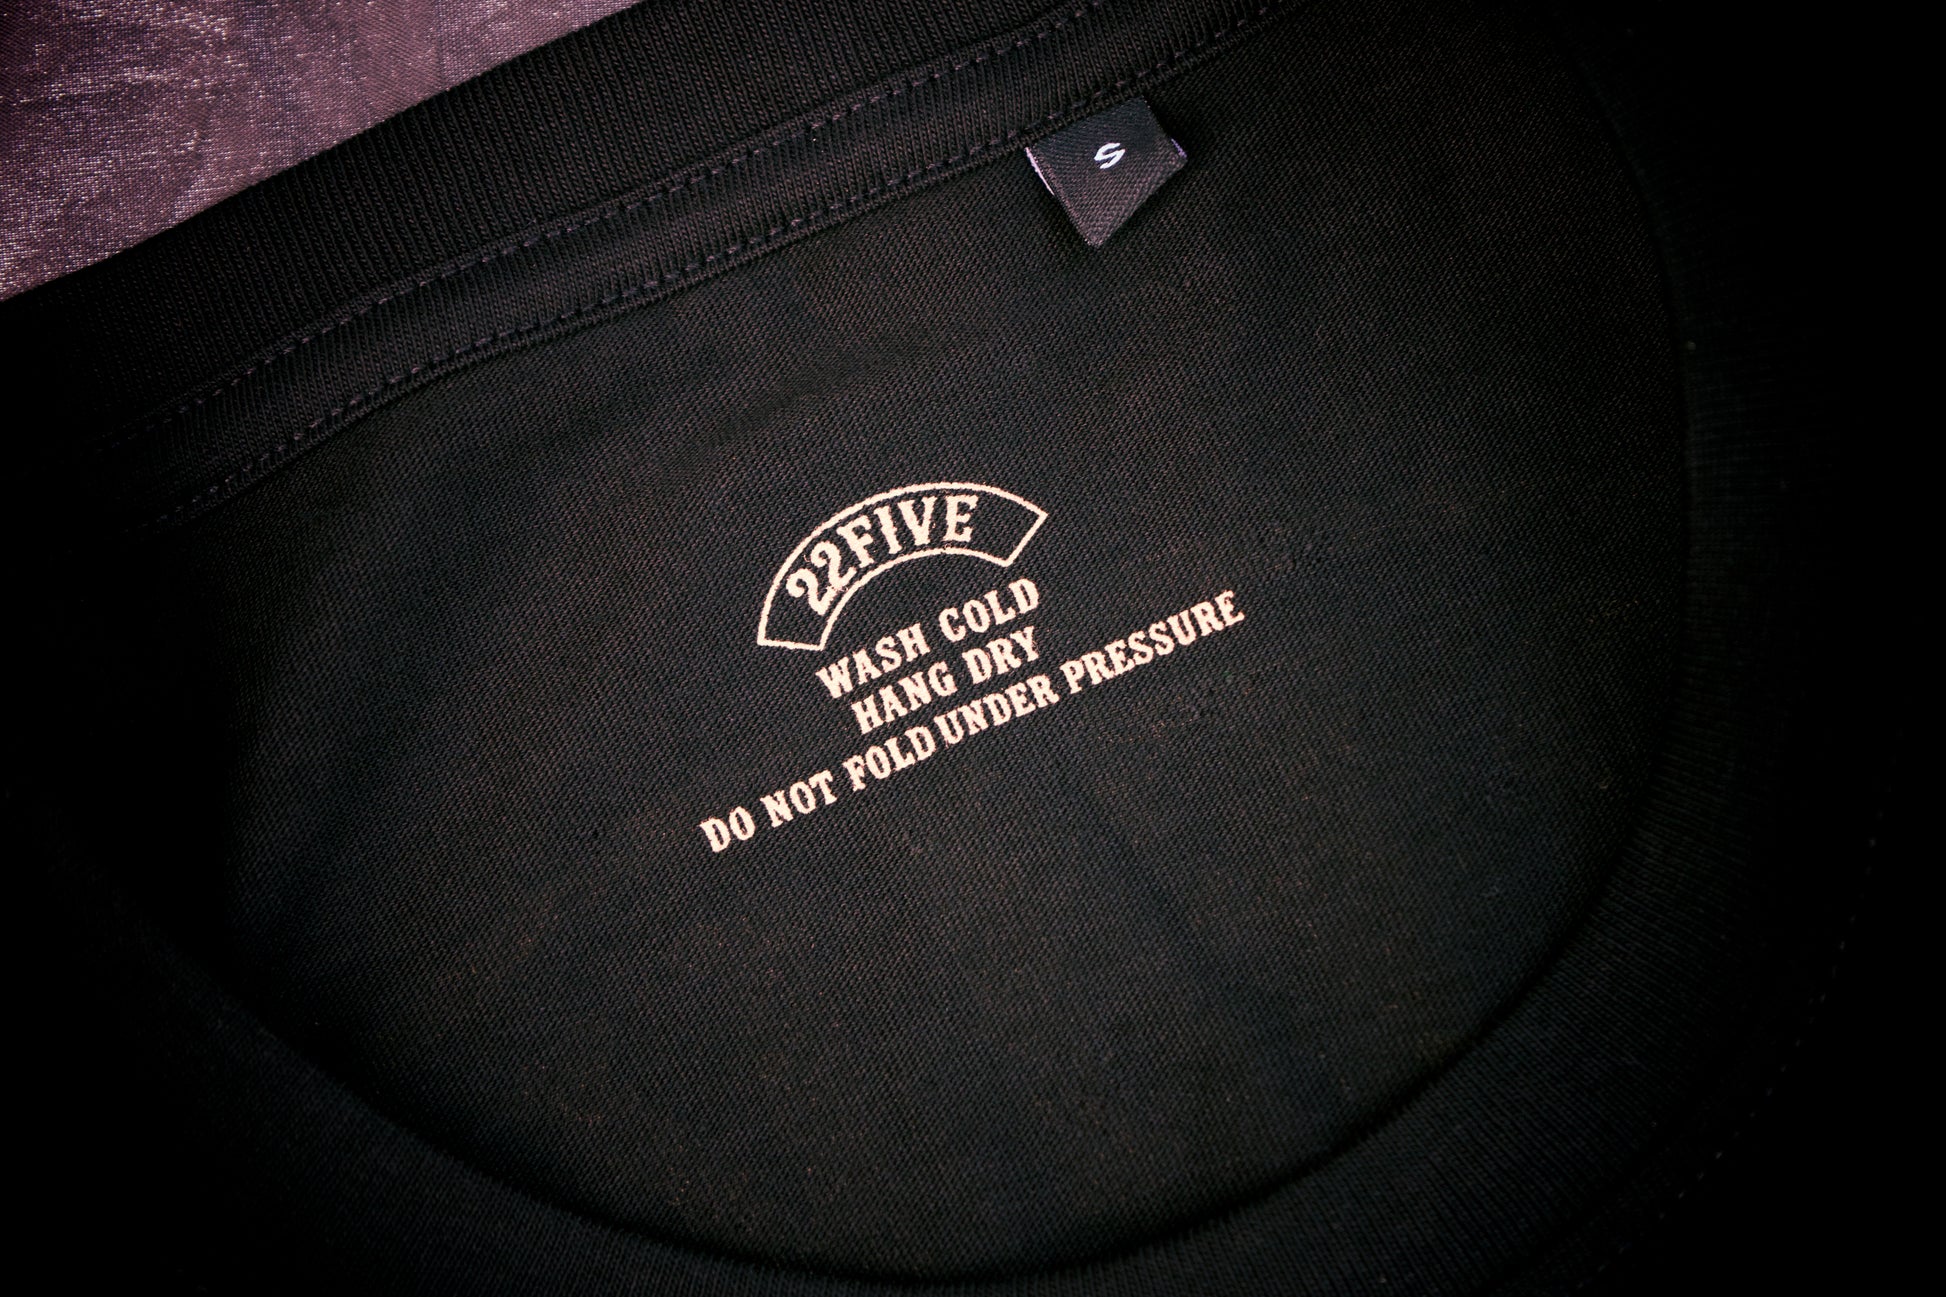 S
22FIVE
WASH COLD
HANG DRY
DO NOT FOLD UNDER PRESSURE